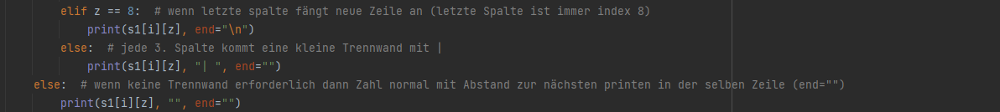 elif z == 8:  # wenn letzte spalte fängt neue Zeile an (letzte Spalte ist immer index 8)
print(s1[i][z], end="\n")
else:  # jede 3. Spalte kommt eine kleine Trennwand mit |
print(s1[i][z], "| ", end="")
else:  # wenn keine Trennwand erforderlich dann Zahl normal mit Abstand zur nächsten printen in der selben Zeile (end="")
print(s1[i][z], "", end="")